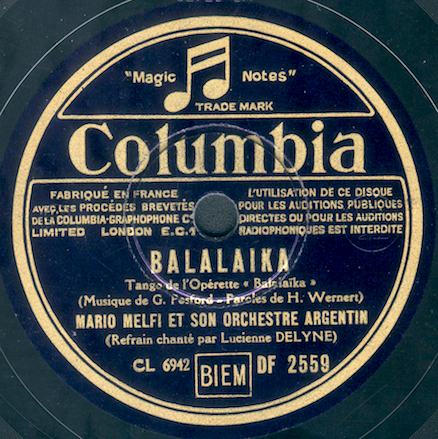 "Magic Notes"
TRADE MARK
Columbia
FABRIQUÉ EN FRANCE
AVEC LES PROCÉDÉS BREVETÉS
DE LA COLUMBIA-GRAPHOPHONE Cº
LIMITED LONDON E.C.1
L'UTILISATION DE CE DISQUE
POUR LES AUDITIONS PUBLIQUES
DIRECTES OU POUR LES AUDITIONS
RADIOPHONIQUES EST INTERDITE
BALALAIKA
Tango de l'Opérette « Balalaïka »
(Musique de G. Posford - Paroles de H. Wernert)
MARIO MELFI ET SON ORCHESTRE ARGENTIN
(Refrain chanté par Lucienne DELYNE)
CL 6942 BIEM DF 2559